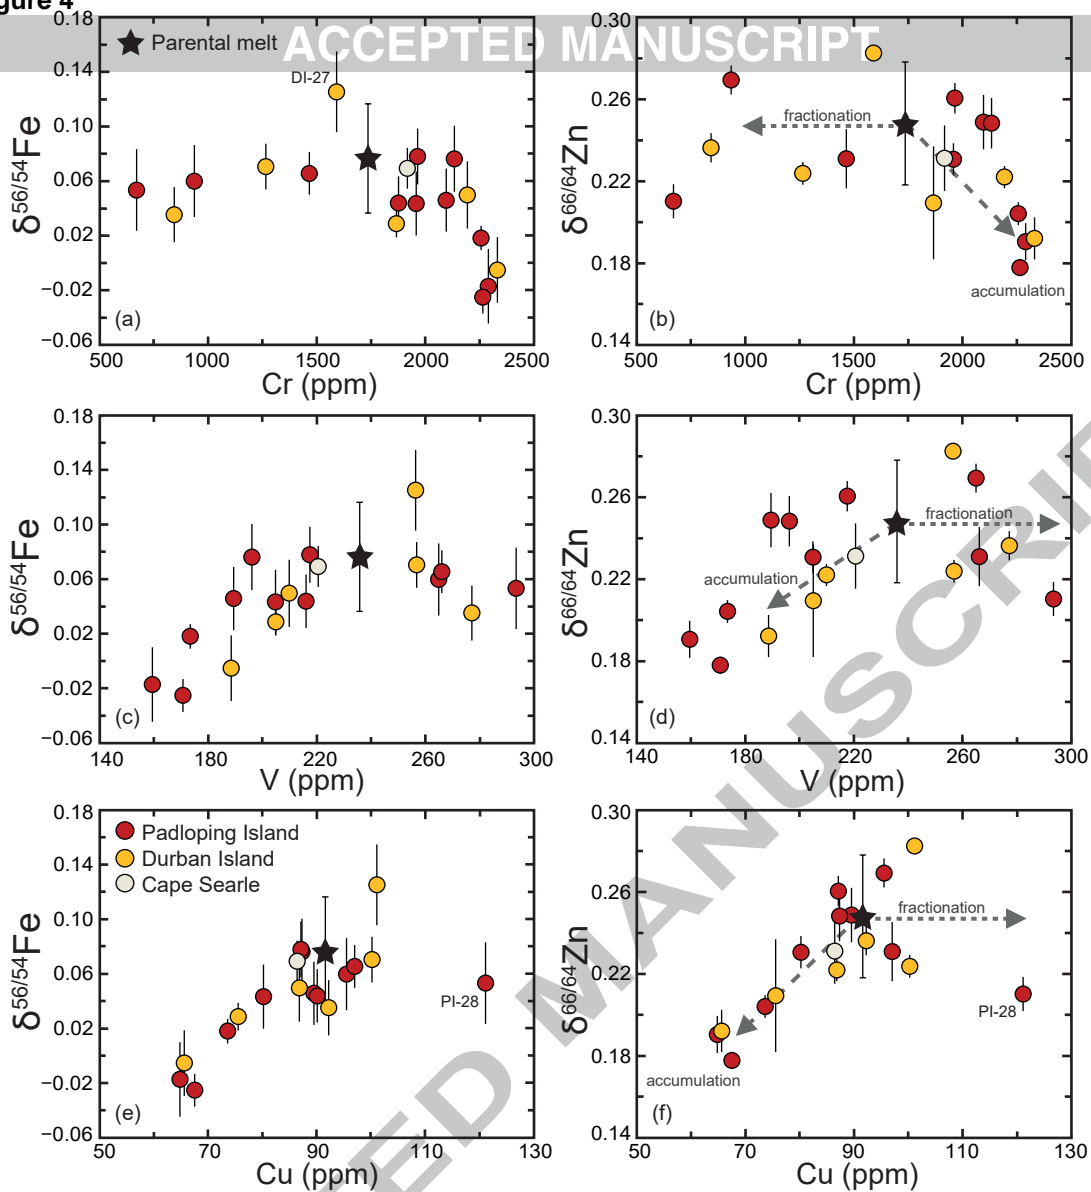 gure 4
ACCEPTED MANUSCRIPT
0.18
0.14
0.10
0.06
0.02
−0.02
−0.06
δ56/54Fe
Parental melt
DI-27
(a)
500 1000 1500 2000 2500
Cr (ppm)
0.30
0.26
0.22
0.18
0.14
δ66/64Zn
fractionation
accumulation
(b)
500 1000 1500 2000 2500
Cr (ppm)
0.18
0.14
0.10
0.06
0.02
−0.02
−0.06
δ56/54Fe
(c)
140 180 220 260 300
V (ppm)
0.30
0.26
0.22
0.18
0.14
δ66/64Zn
fractionation
accumulation
(d)
140 180 220 260 300
V (ppm)
0.18
0.14
0.10
0.06
0.02
−0.02
−0.06
δ56/54Fe
Padloping Island
Durban Island
Cape Searle
PI-28
(e)
50 70 90 110 130
Cu (ppm)
0.30
0.26
0.22
0.18
0.14
δ66/64Zn
fractionation
PI-28
accumulation
(f)
50 70 90 110 130
Cu (ppm)
TED MANUSCRIP